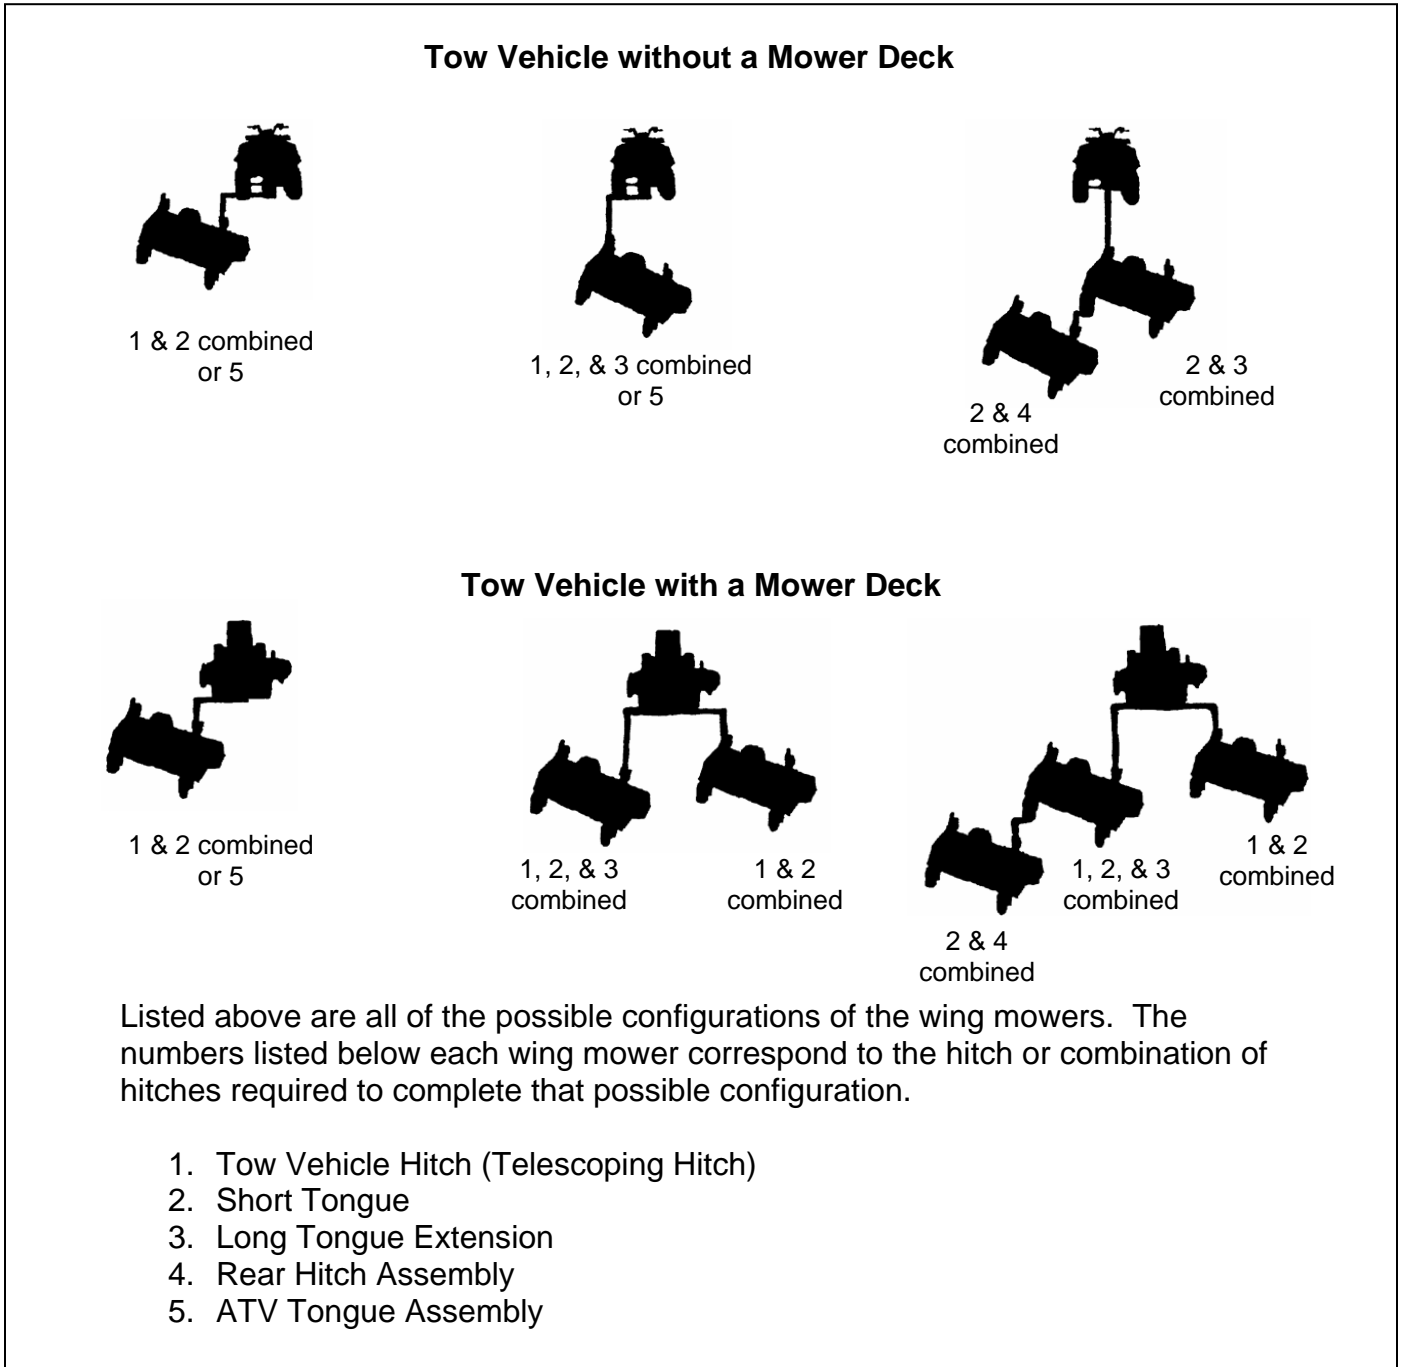 Tow Vehicle without a Mower Deck
1 & 2 combined
or 5
1, 2, & 3 combined
or 5
2 & 4
combined
2 & 3
combined
Tow Vehicle with a Mower Deck
1 & 2 combined
or 5
1, 2, & 3
combined
1 & 2
combined
2 & 4
combined
1, 2, & 3
combined
1 & 2
combined
Listed above are all of the possible configurations of the wing mowers.  The
numbers listed below each wing mower correspond to the hitch or combination of
hitches required to complete that possible configuration.
1. Tow Vehicle Hitch (Telescoping Hitch)
2. Short Tongue
3. Long Tongue Extension
4. Rear Hitch Assembly
5. ATV Tongue Assembly